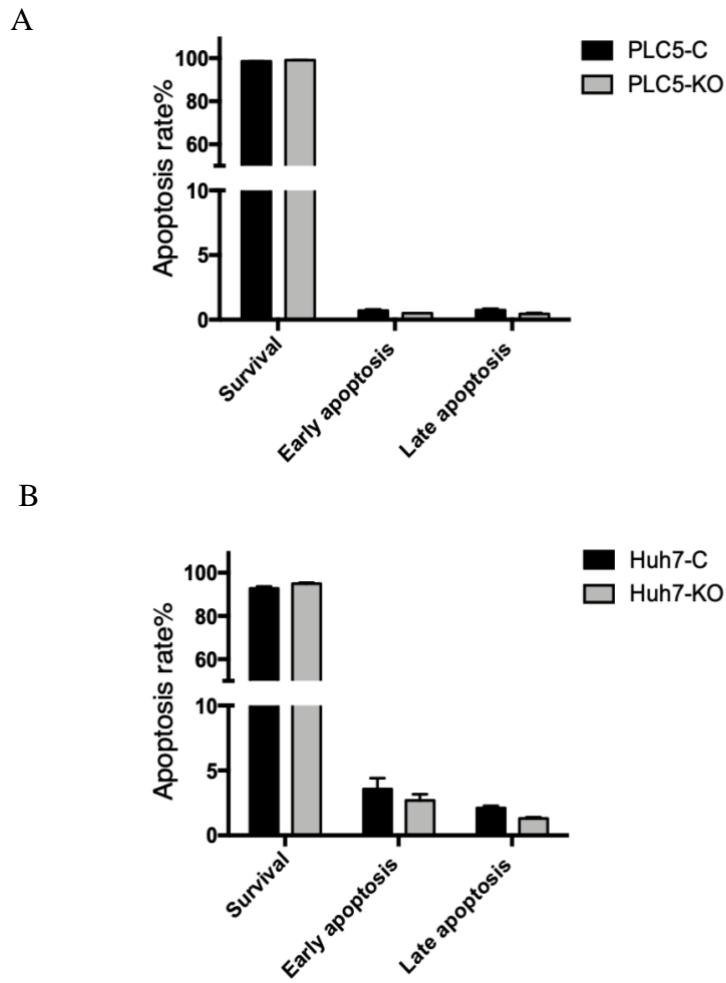 A
PLC5-C
PLC5-KO
Apoptosis rate%
100
80
60
10
5
0
Survival
Early apoptosis
Late apoptosis
B
Huh7-C
Huh7-KO
Apoptosis rate%
100
80
60
10
5
0
Survival
Early apoptosis
Late apoptosis